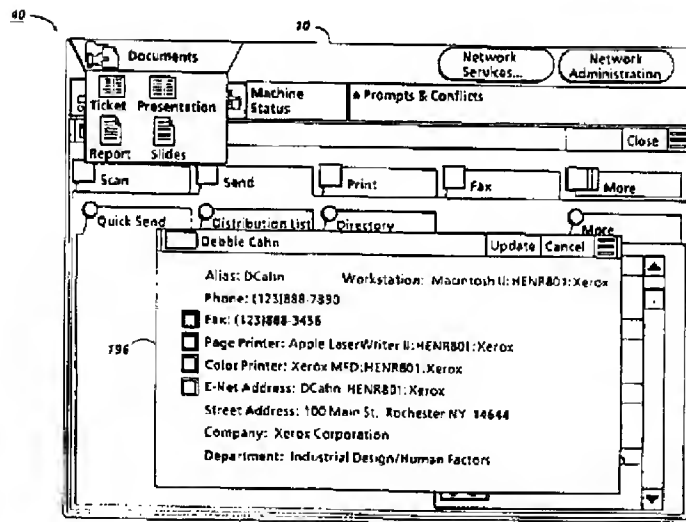 40
10
Documents
Network Services...
Network Administration
Ticket Presentation
Machine Status
Prompts & Conflicts
Report Slides
Close
Scan
Send
Print
Fax
More
Quick Send
Distribution List
Directory
More
Debbie Cahn
Update
Cancel
Alias: DCahn Workstation: Macintosh II:HENR801:Xerox
Phone: (123)888-7890
Fax: (123)888-3456
196
Page Printer: Apple LaserWriter II:HENR801:Xerox
Color Printer: Xerox MFD:HENR801:Xerox
E-Net Address: DCahn:HENR801:Xerox
Street Address: 100 Main St. Rochester NY 14644
Company: Xerox Corporation
Department: Industrial Design/Human Factors